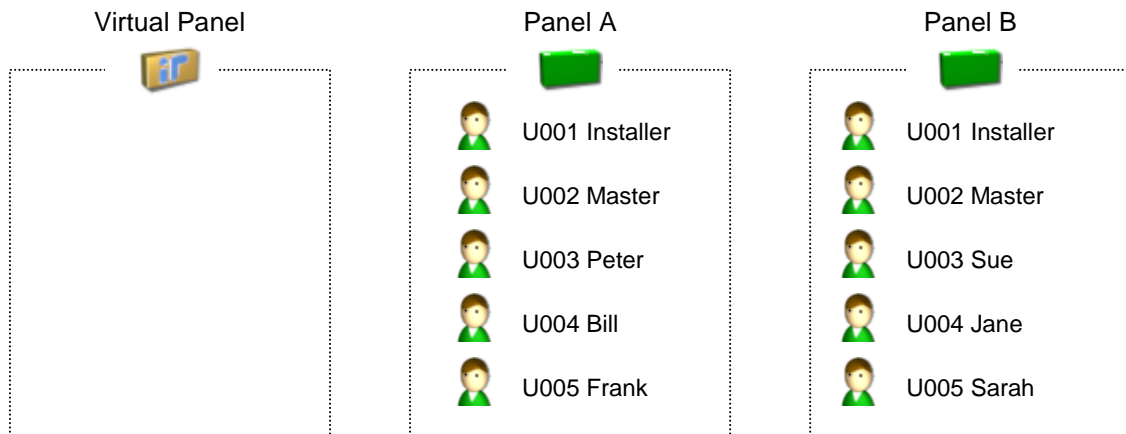 Virtual Panel
Panel A
Panel B
ir
U001 Installer
U002 Master
U003 Peter
U004 Bill
U005 Frank
U001 Installer
U002 Master
U003 Sue
U004 Jane
U005 Sarah